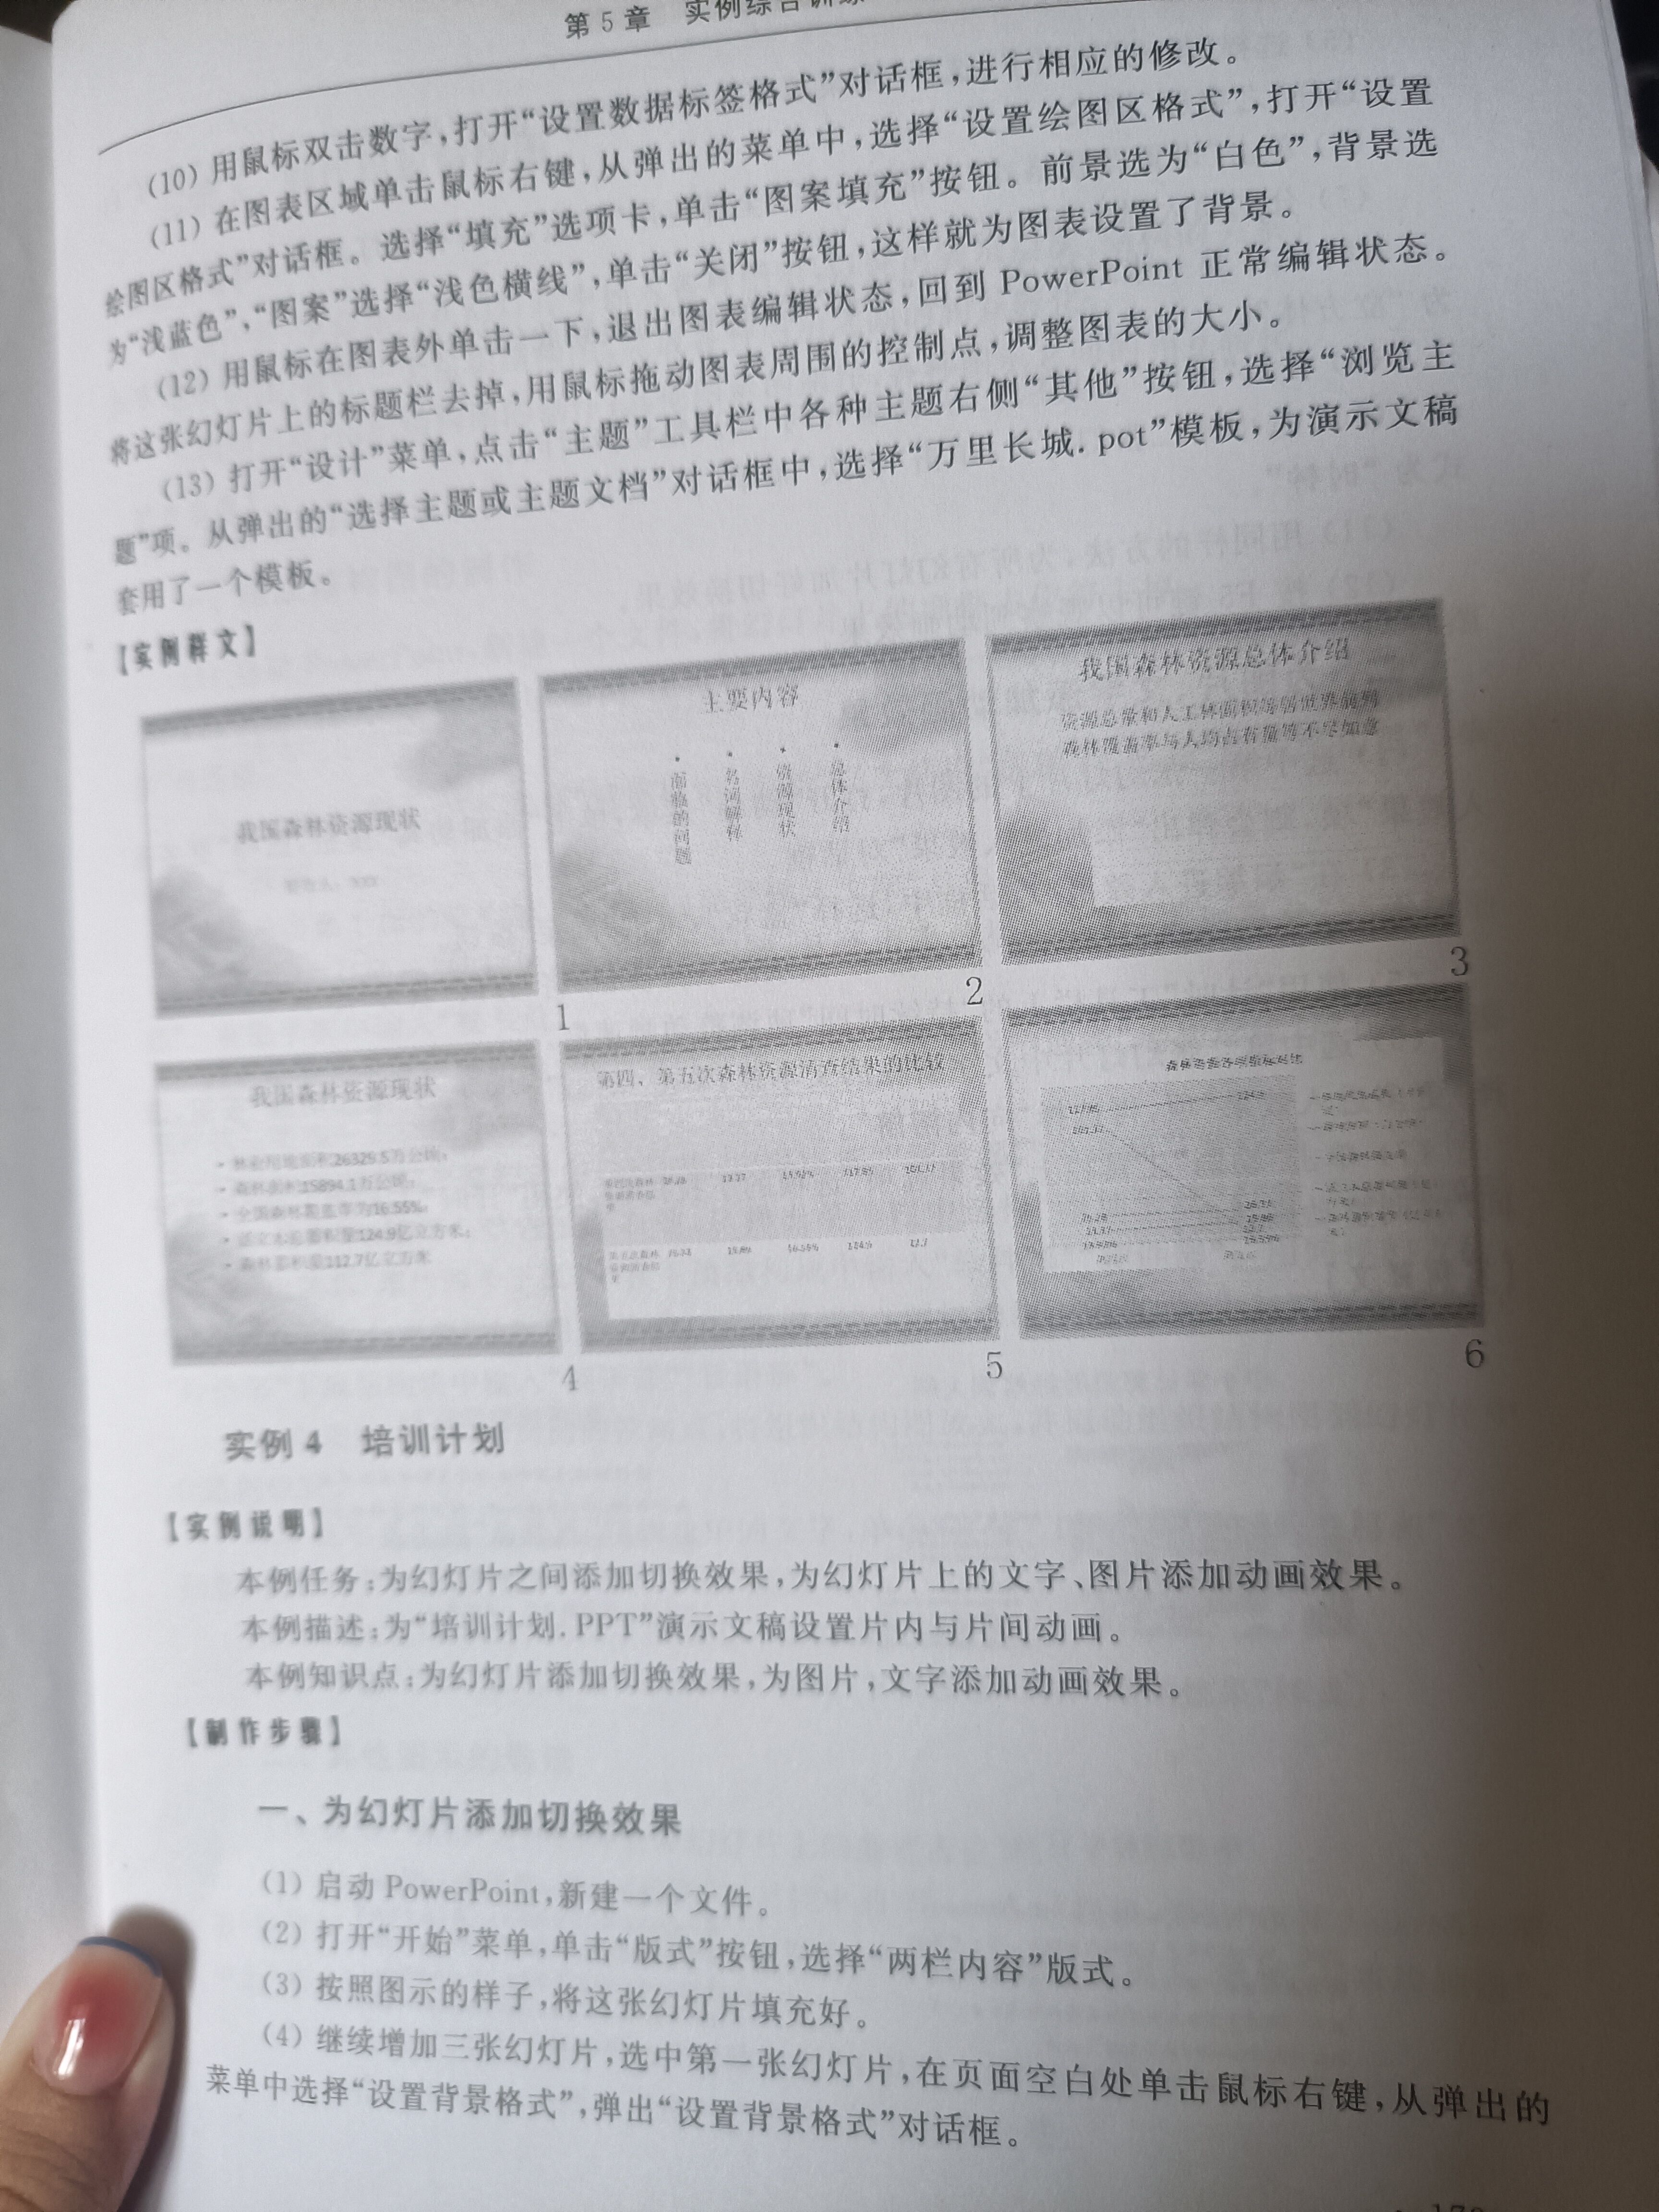 第5章 实例综合训练
(10) 用鼠标双击数字,打开“设置数据标签格式”对话框,进行相应的修改。
(11) 在图表区域单击鼠标右键,从弹出的菜单中,选择“设置绘图区格式”,打开“设置
绘图区格式”对话框。选择“填充”选项卡,单击“图案填充”按钮。前景选为“白色”,背景选
为“浅蓝色”,“图案”选择“浅色横线”,单击“关闭”按钮,这样就为图表设置了背景。
(12) 用鼠标在图表外单击一下,退出图表编辑状态,回到 PowerPoint 正常编辑状态。
将这张幻灯片上的标题栏去掉,用鼠标拖动图表周围的控制点,调整图表的大小。
(13) 打开“设计”菜单,点击“主题”工具栏中各种主题右侧“其他”按钮,选择“浏览主
题”项。从弹出的“选择主题或主题文档”对话框中,选择“万里长城. pot”模板,为演示文稿
套用了一个模板。
【实例样文】
我国森林资源现状
1
主要内容
• 总体介绍
• 资源现状
• 名词解释
• 面临的问题
2
我国森林资源总体介绍
资源总量和人工林面积等居世界前列
森林覆盖率与人均占有量等不尽如意
3
我国森林资源现状
• 林业用地面积26329.5万公顷;
• 森林面积15894.1万公顷;
• 全国森林覆盖率为16.55%;
• 活立木总蓄积量124.9亿立方米;
• 森林蓄积量112.7亿立方米
4
第四、第五次森林资源清查结果的比较
5
6
实例 4 培训计划
【实例说明】
本例任务:为幻灯片之间添加切换效果,为幻灯片上的文字、图片添加动画效果。
本例描述:为“培训计划. PPT”演示文稿设置片内与片间动画。
本例知识点:为幻灯片添加切换效果,为图片,文字添加动画效果。
【制作步骤】
一、为幻灯片添加切换效果
(1) 启动 PowerPoint,新建一个文件。
(2) 打开“开始”菜单,单击“版式”按钮,选择“两栏内容”版式。
(3) 按照图示的样子,将这张幻灯片填充好。
(4) 继续增加三张幻灯片,选中第一张幻灯片,在页面空白处单击鼠标右键,从弹出的
菜单中选择“设置背景格式”,弹出“设置背景格式”对话框。